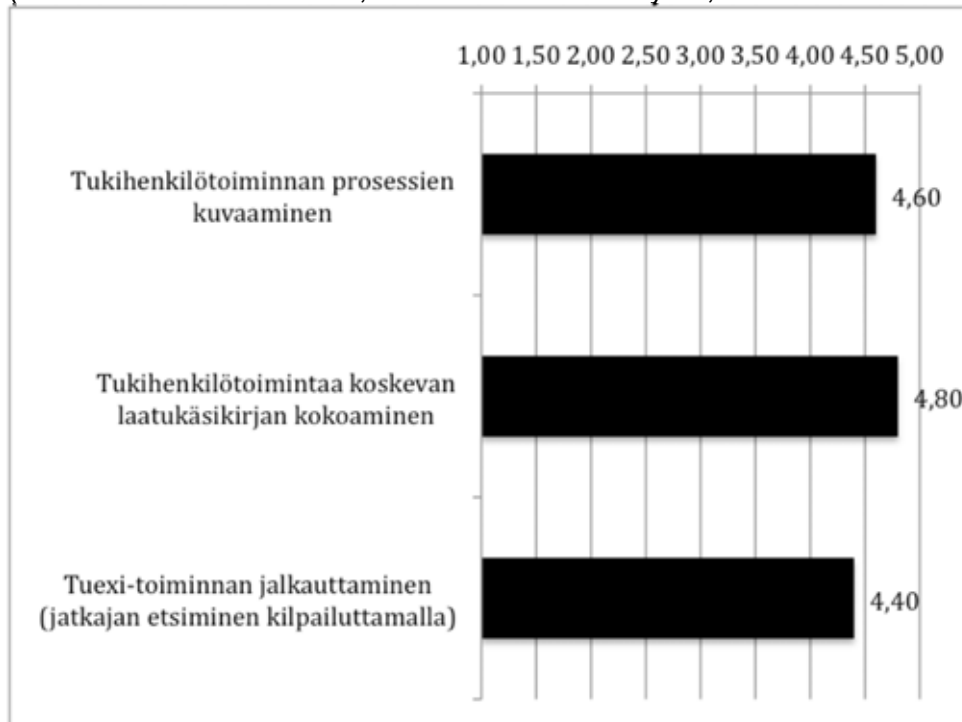 1,00 1,50 2,00 2,50 3,00 3,50 4,00 4,50 5,00
Tukihenkilötoiminnan prosessien
kuvaaminen
4,60
Tukihenkilötoimintaa koskevan
laatukäsikirjan kokoaminen
4,80
Tuexi-toiminnan jalkauttaminen
(jatkajan etsiminen kilpailuttamalla)
4,40